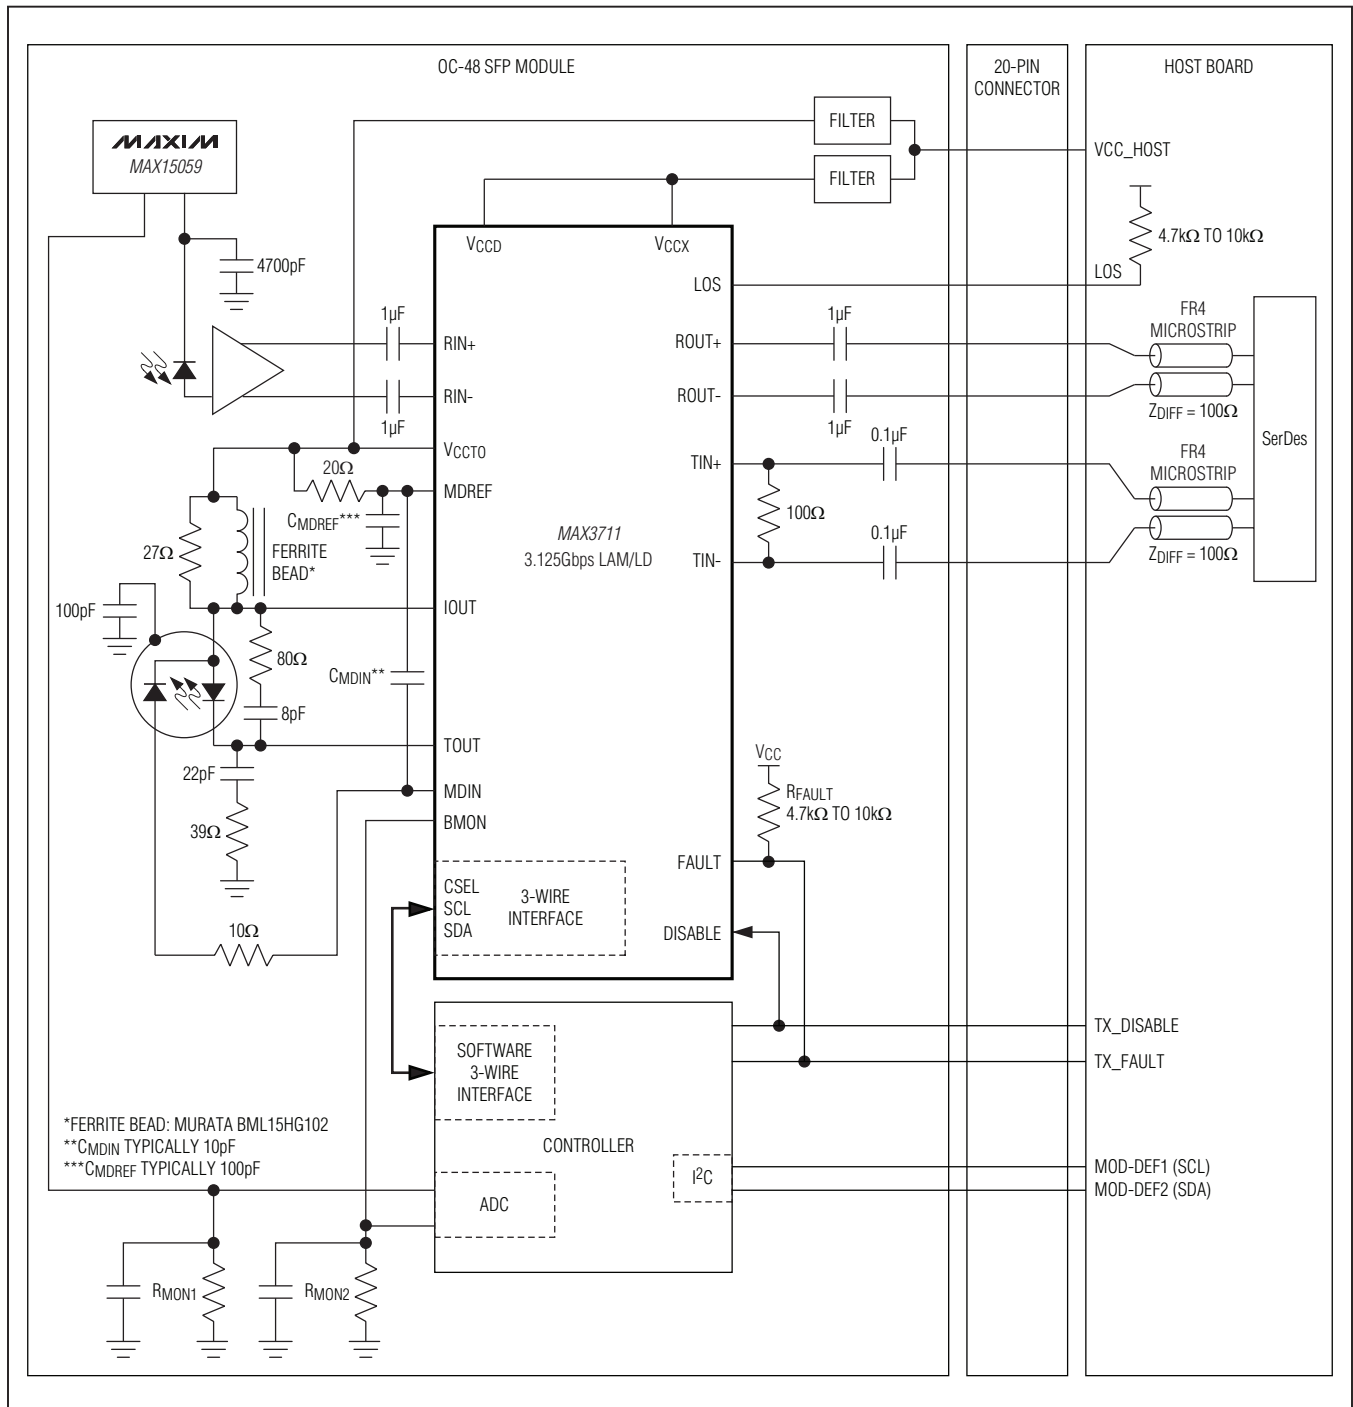 OC-48 SFP MODULE
20-PIN
CONNECTOR
HOST BOARD
MAXIM
MAX15059
FILTER
FILTER
VCC_HOST
4.7kΩ TO 10kΩ
LOS
VCCD
VCCX
LOS
4700pF
1µF
RIN+
RIN-
1µF
ROUT+
1µF
ROUT-
1µF
FR4
MICROSTRIP
ZDIFF = 100Ω
SerDes
VCCTO
20Ω
MDREF
CMDREF***
TIN+
0.1µF
100Ω
TIN-
0.1µF
FR4
MICROSTRIP
ZDIFF = 100Ω
MAX3711
3.125Gbps LAM/LD
27Ω
FERRITE
BEAD*
100pF
IOUT
80Ω
8pF
CMDIN**
TOUT
22pF
39Ω
MDIN
BMON
VCC
RFAULT
4.7kΩ TO 10kΩ
FAULT
DISABLE
CSEL
SCL
SDA
3-WIRE
INTERFACE
10Ω
SOFTWARE
3-WIRE
INTERFACE
CONTROLLER
I2C
ADC
TX_DISABLE
TX_FAULT
MOD-DEF1 (SCL)
MOD-DEF2 (SDA)
*FERRITE BEAD: MURATA BML15HG102
**CMDIN TYPICALLY 10pF
***CMDREF TYPICALLY 100pF
RMON1
RMON2